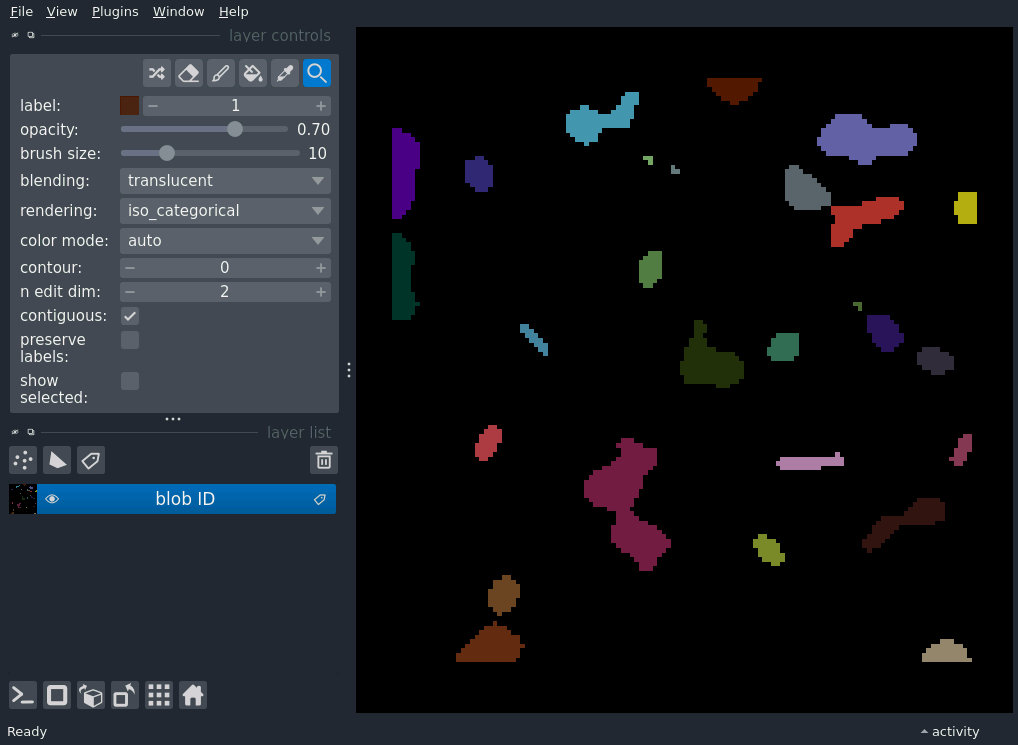 File View Plugins Window Help
layer controls
label: 1
opacity: 0.70
brush size: 10
blending: translucent
rendering: iso_categorical
color mode: auto
contour: 0
n edit dim: 2
contiguous:
preserve
labels:
show
selected:
layer list
blob ID
Ready
activity